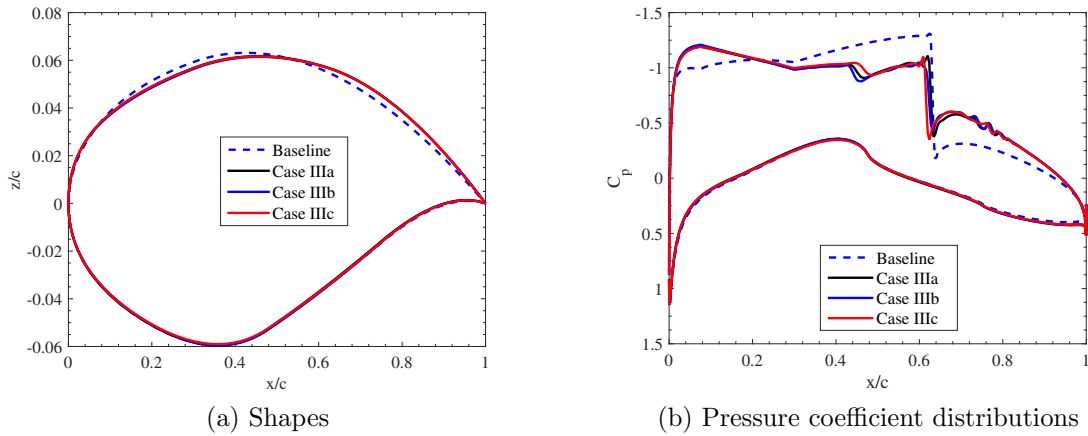 0.08
0.06
0.04
0.02
0
-0.02
-0.04
-0.06
z/c
0 0.2 0.4 0.6 0.8 1
x/c
Baseline
Case IIIa
Case IIIb
Case IIIc
(a) Shapes
-1.5
-1
-0.5
0
0.5
1
1.5
Cp
0 0.2 0.4 0.6 0.8 1
x/c
Baseline
Case IIIa
Case IIIb
Case IIIc
(b) Pressure coefficient distributions